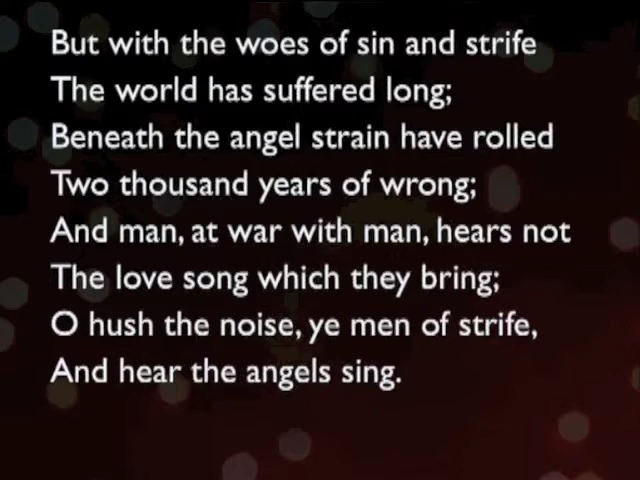 But with the woes of sin and strife
The world has suffered long;
Beneath the angel strain have rolled
Two thousand years of wrong;
And man, at war with man, hears not
The love song which they bring;
O hush the noise, ye men of strife,
And hear the angels sing.